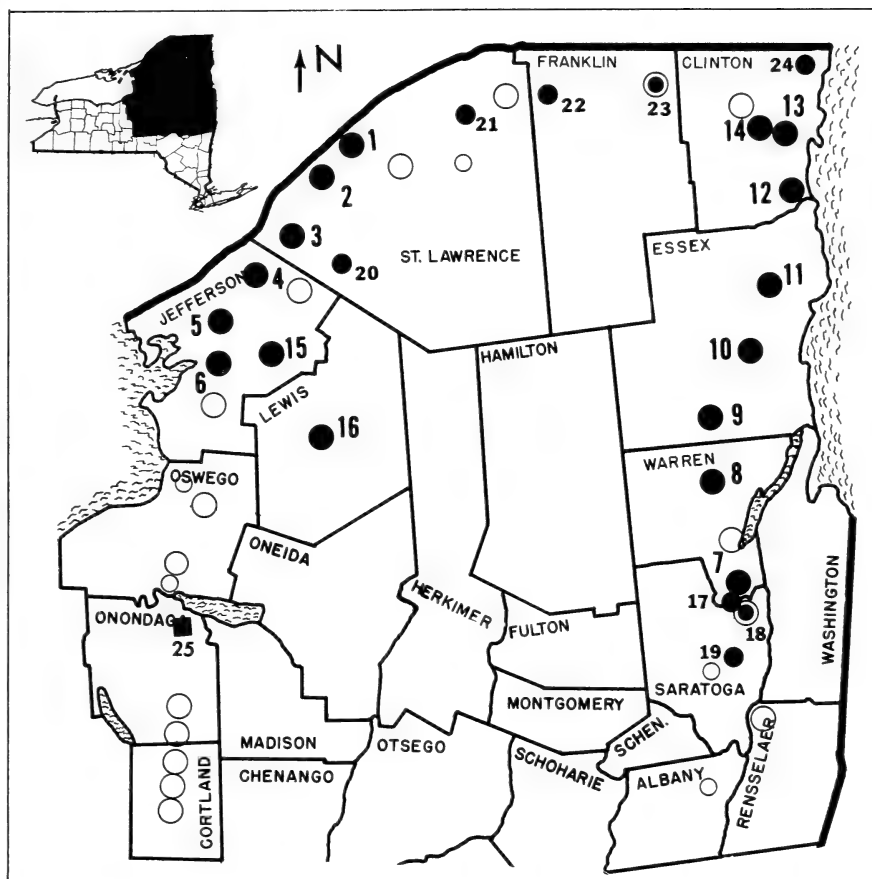 N
FRANKLIN
CLINTON
24
23
22
21
13
14
1
2
12
3
ESSEX
ST. LAWRENCE
20
4
JEFFERSON
11
5
15
10
HAMILTON
6
LEWIS
9
16
WARREN
8
OSWEGO
ONEIDA
7
HERKIMER
17
WASHINGTON
ONONDAGA
18
FULTON
25
19
SARATOGA
MONTGOMERY
SCHEN.
MADISON
OTSEGO
RENSSELAER
CORTLAND
CHENANGO
SCHOHARIE
ALBANY